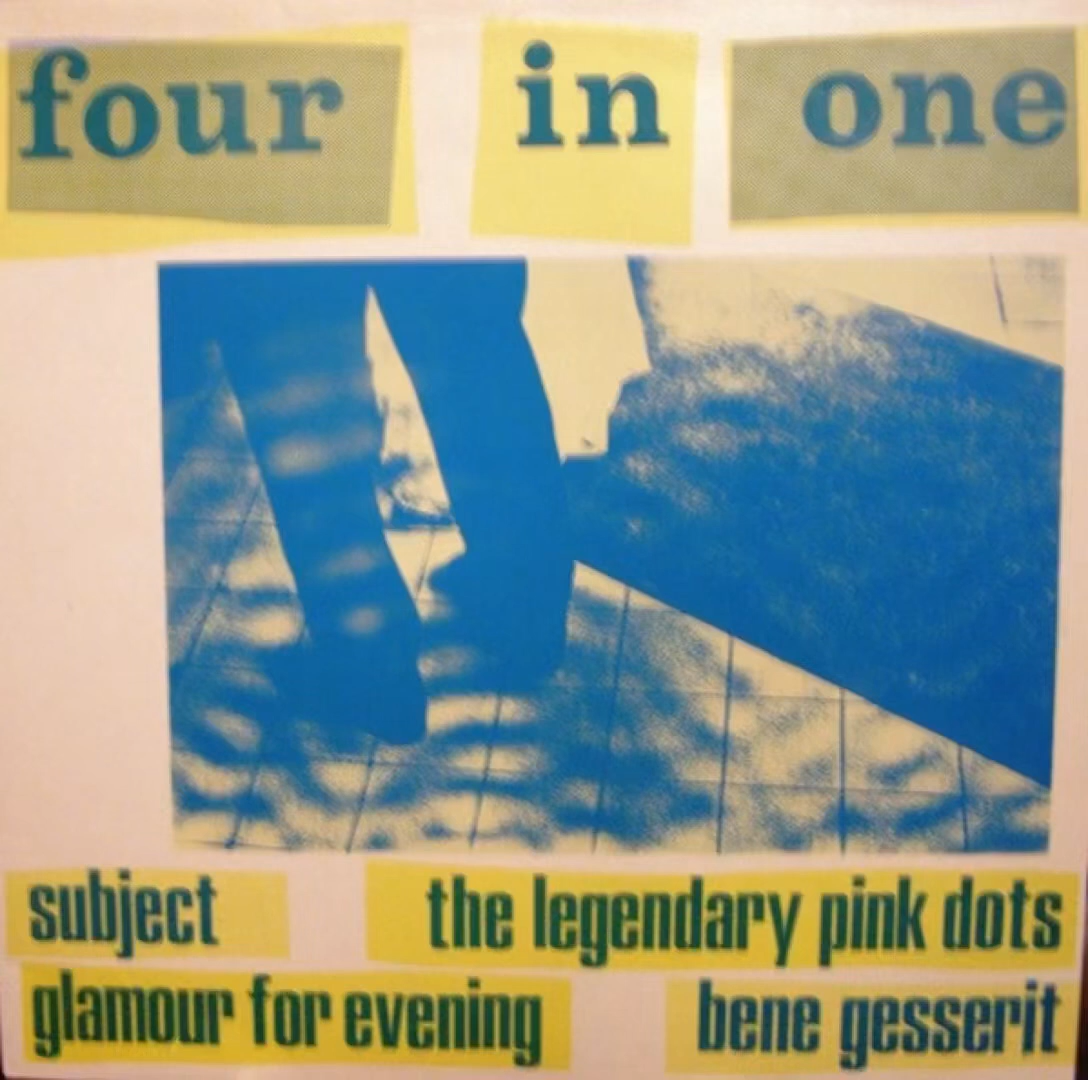 four in one
subject the legendary pink dots
glamour for evening bene gesserit